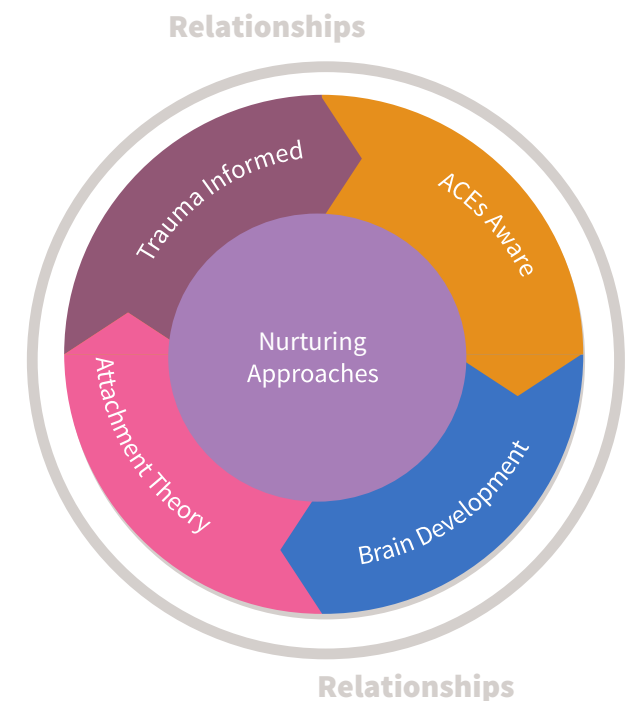 Relationships
Trauma Informed
ACEs Aware
Nurturing
Approaches
Attachment Theory
Brain Development
Relationships